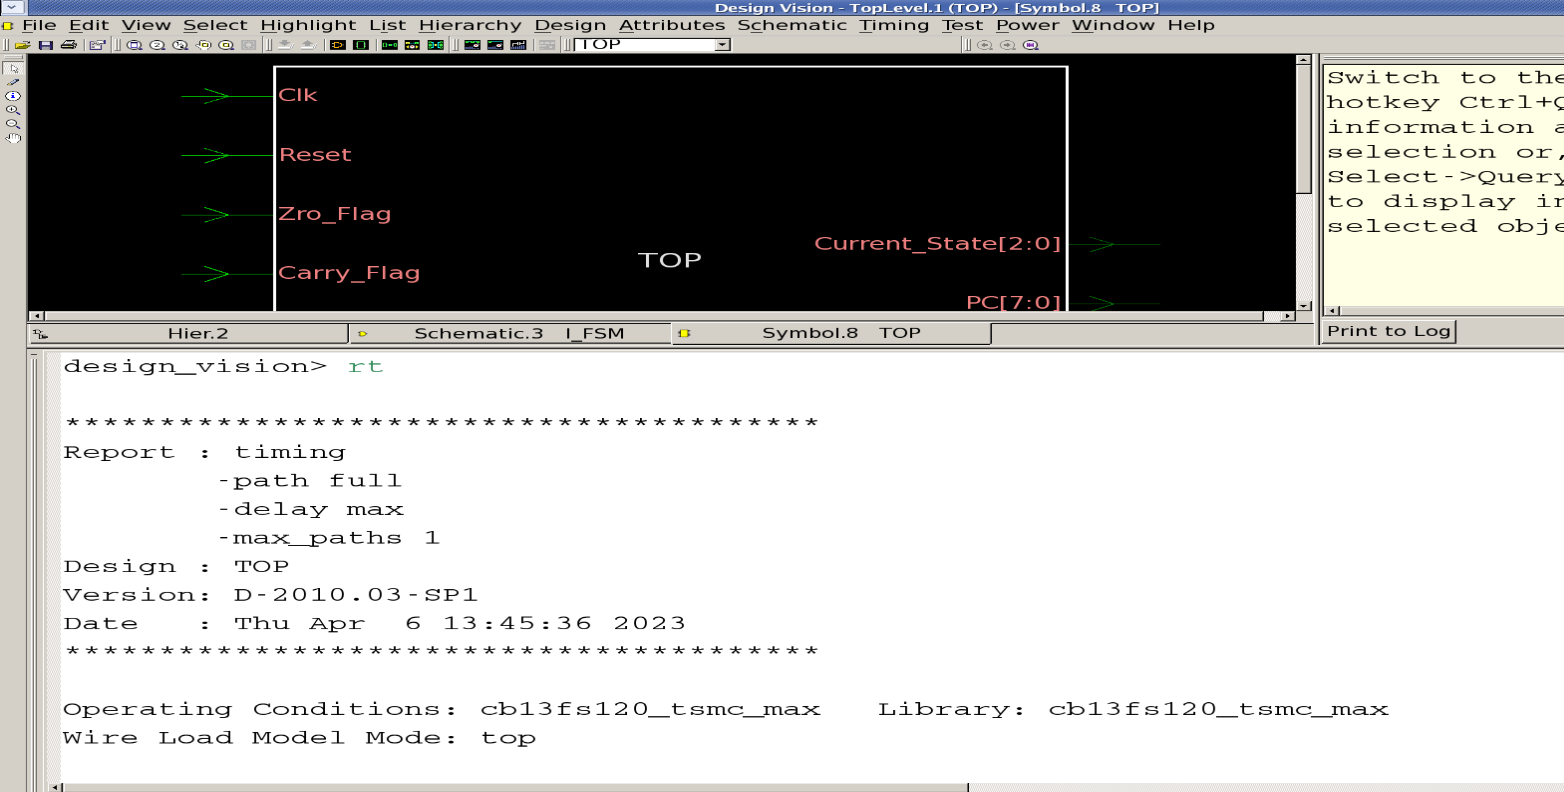 Design Vision - TopLevel.1 (TOP) - [Symbol.8 TOP]
File Edit View Select Highlight List Hierarchy Design Attributes Schematic Timing Test Power Window Help
TOP
Clk
Reset
Zro_Flag
Carry_Flag
TOP
Current_State[2:0]
PC[7:0]
Switch to the
hotkey Ctrl+Q
information a
selection or,
Select->Query
to display in
selected obje
Print to Log
Hier.2
Schematic.3 I_FSM
Symbol.8 TOP
design_vision> rt
****************************************
Report : timing
-path full
-delay max
-max_paths 1
Design : TOP
Version: D-2010.03-SP1
Date : Thu Apr 6 13:45:36 2023
****************************************
Operating Conditions: cb13fs120_tsmc_max Library: cb13fs120_tsmc_max
Wire Load Model Mode: top